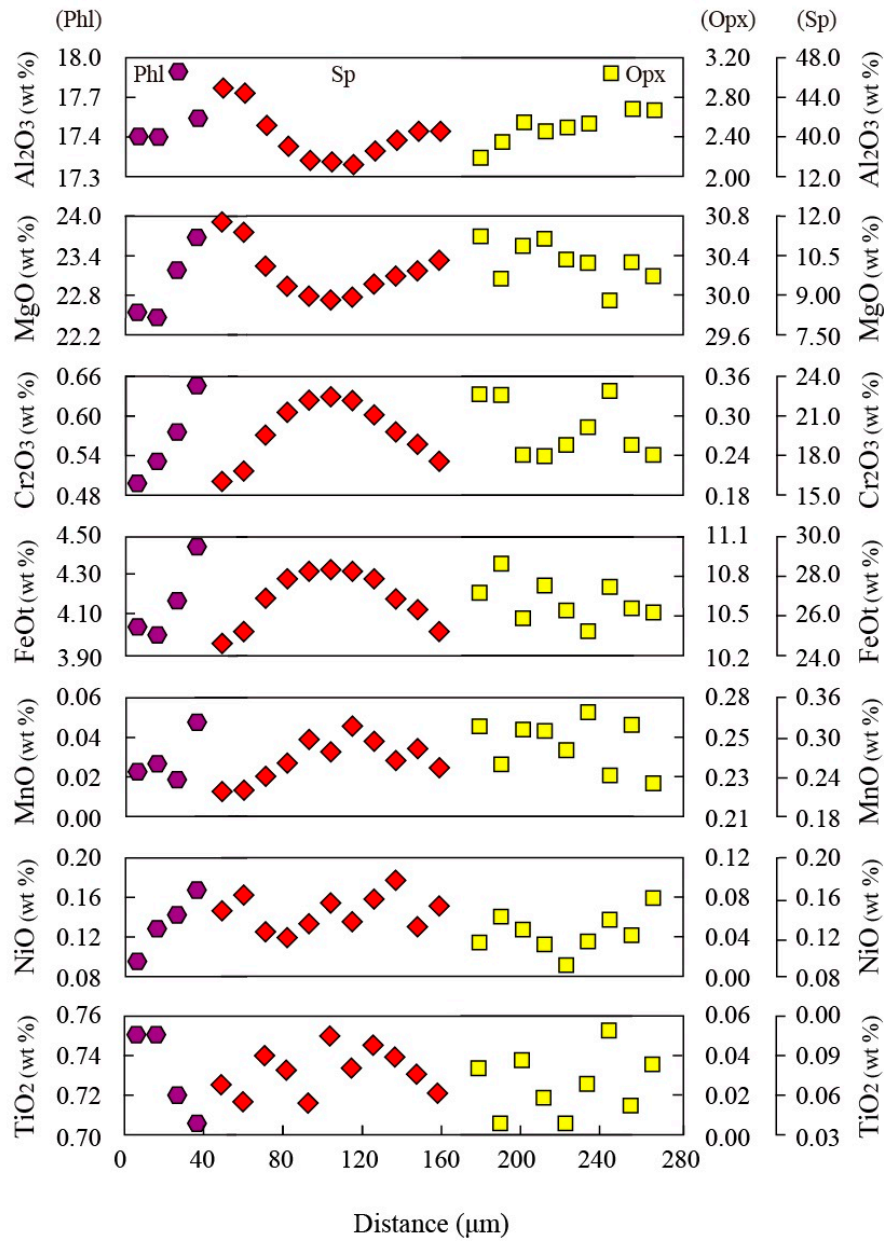 (Phl) (Opx) (Sp)
Phl Sp Opx
Al2O3 (wt %) 18.0 17.7 17.4 17.3 3.20 2.80 2.40 2.00 48.0 44.0 40.0 12.0 Al2O3 (wt %)
MgO (wt %) 24.0 23.4 22.8 22.2 30.8 30.4 30.0 29.6 12.0 10.5 9.00 7.50 MgO (wt %)
Cr2O3 (wt %) 0.66 0.60 0.54 0.48 0.36 0.30 0.24 0.18 24.0 21.0 18.0 15.0 Cr2O3 (wt %)
FeOt (wt %) 4.50 4.30 4.10 3.90 11.1 10.8 10.5 10.2 30.0 28.0 26.0 24.0 FeOt (wt %)
MnO (wt %) 0.06 0.04 0.02 0.00 0.28 0.25 0.23 0.21 0.36 0.30 0.24 0.18 MnO (wt %)
NiO (wt %) 0.20 0.16 0.12 0.08 0.12 0.08 0.04 0.00 0.20 0.16 0.12 0.08 NiO (wt %)
TiO2 (wt %) 0.76 0.74 0.72 0.70 0.06 0.04 0.02 0.00 0.00 0.09 0.06 0.03 TiO2 (wt %)
0 40 80 120 160 200 240 280
Distance (μm)